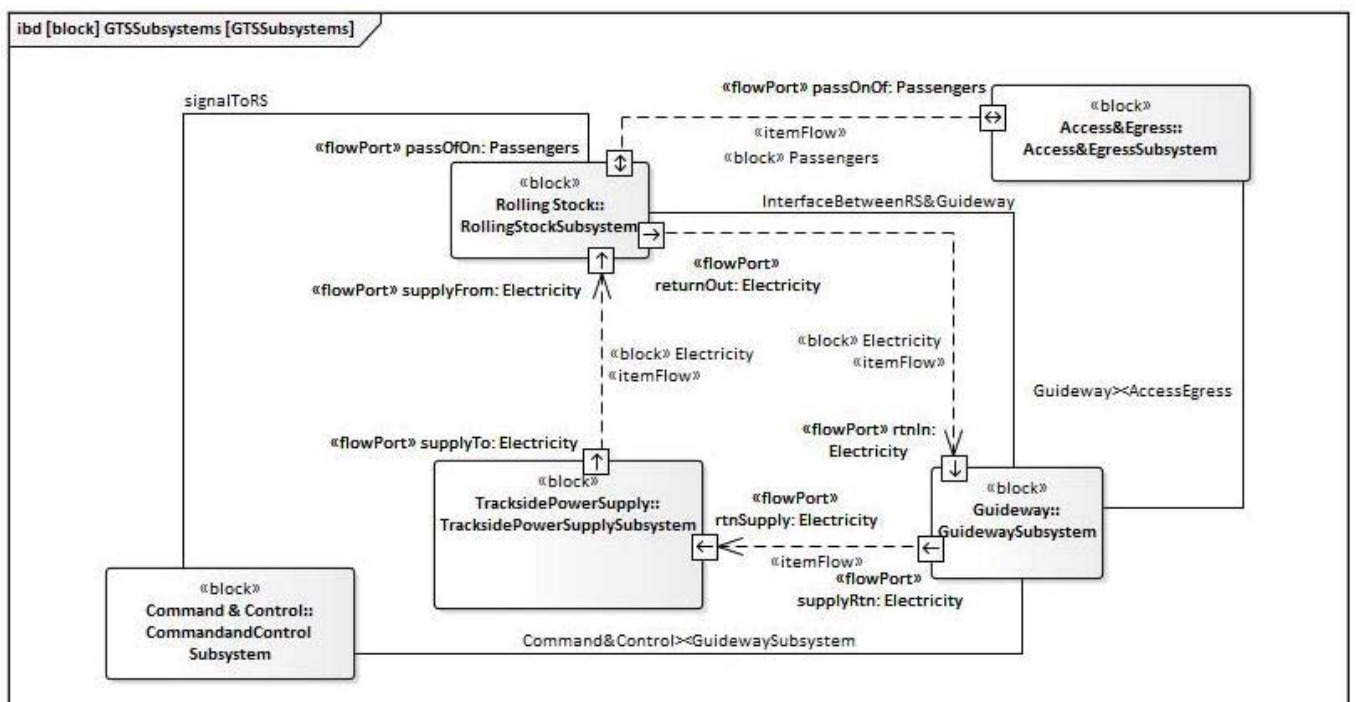 ibd [block] GTSSubsystems [GTSSubsystems]
signalToRS
«flowPort» passOnOf: Passengers
«block»
Access&Egress::
Access&EgressSubsystem
«itemFlow»
«block» Passengers
«flowPort» passOfOn: Passengers
«block»
Rolling Stock::
RollingStockSubsystem
InterfaceBetweenRS&Guideway
«flowPort»
returnOut: Electricity
«flowPort» supplyFrom: Electricity
«block» Electricity
«itemFlow»
«block» Electricity
«itemFlow»
Guideway><AccessEgress
«flowPort» supplyTo: Electricity
«flowPort» rtnIn:
Electricity
«block»
TracksidePowerSupply::
TracksidePowerSupplySubsystem
«flowPort»
rtnSupply: Electricity
«block»
Guideway::
GuidewaySubsystem
«itemFlow»
«flowPort»
supplyRtn: Electricity
«block»
Command & Control::
CommandandControl
Subsystem
Command&Control><GuidewaySubsystem